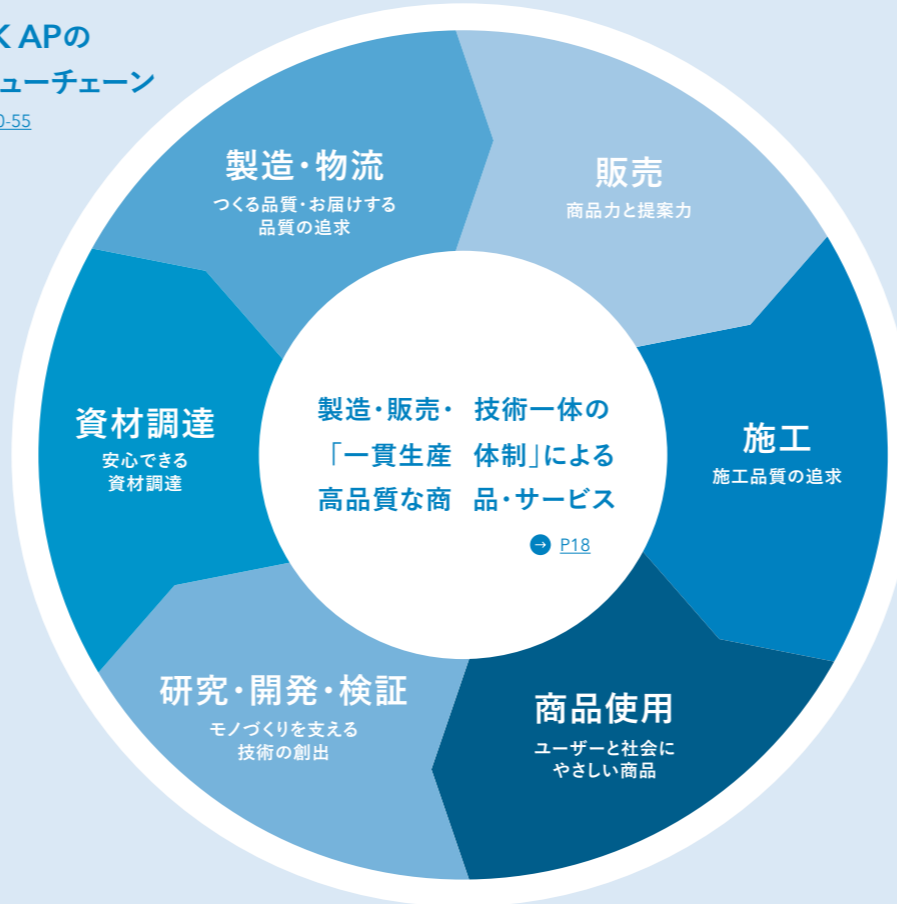 K APの
ューチェーン
0-55
製造・物流
つくる品質・お届けする
品質の追求
販売
商品力と提案力
資材調達
安心できる
資材調達
製造・販売・ 技術一体の
「一貫生産 体制」による
高品質な商 品・サービス
→ P18
施工
施工品質の追求
研究・開発・検証
モノづくりを支える
技術の創出
商品使用
ユーザーと社会に
やさしい商品